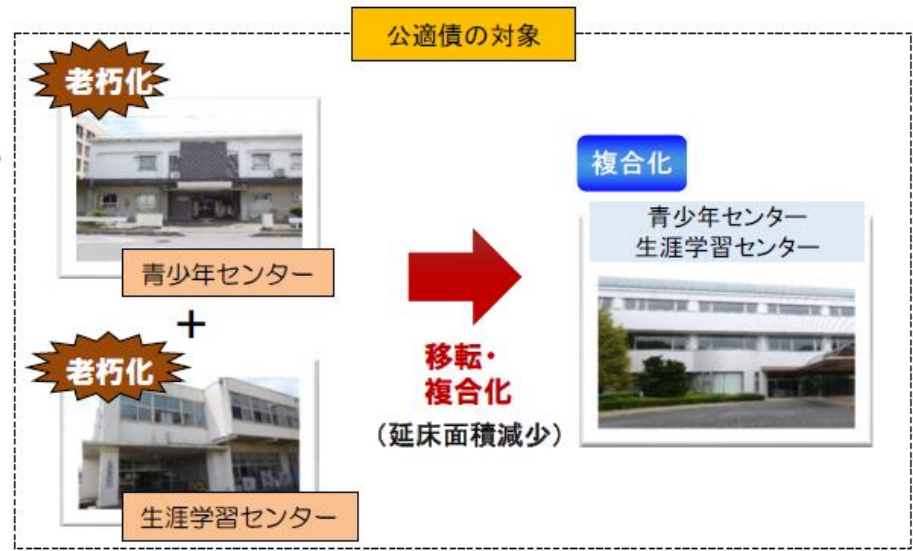 公適債の対象
老朽化
青少年センター
+
老朽化
生涯学習センター
移転・
複合化
（延床面積減少）
複合化
青少年センター
生涯学習センター